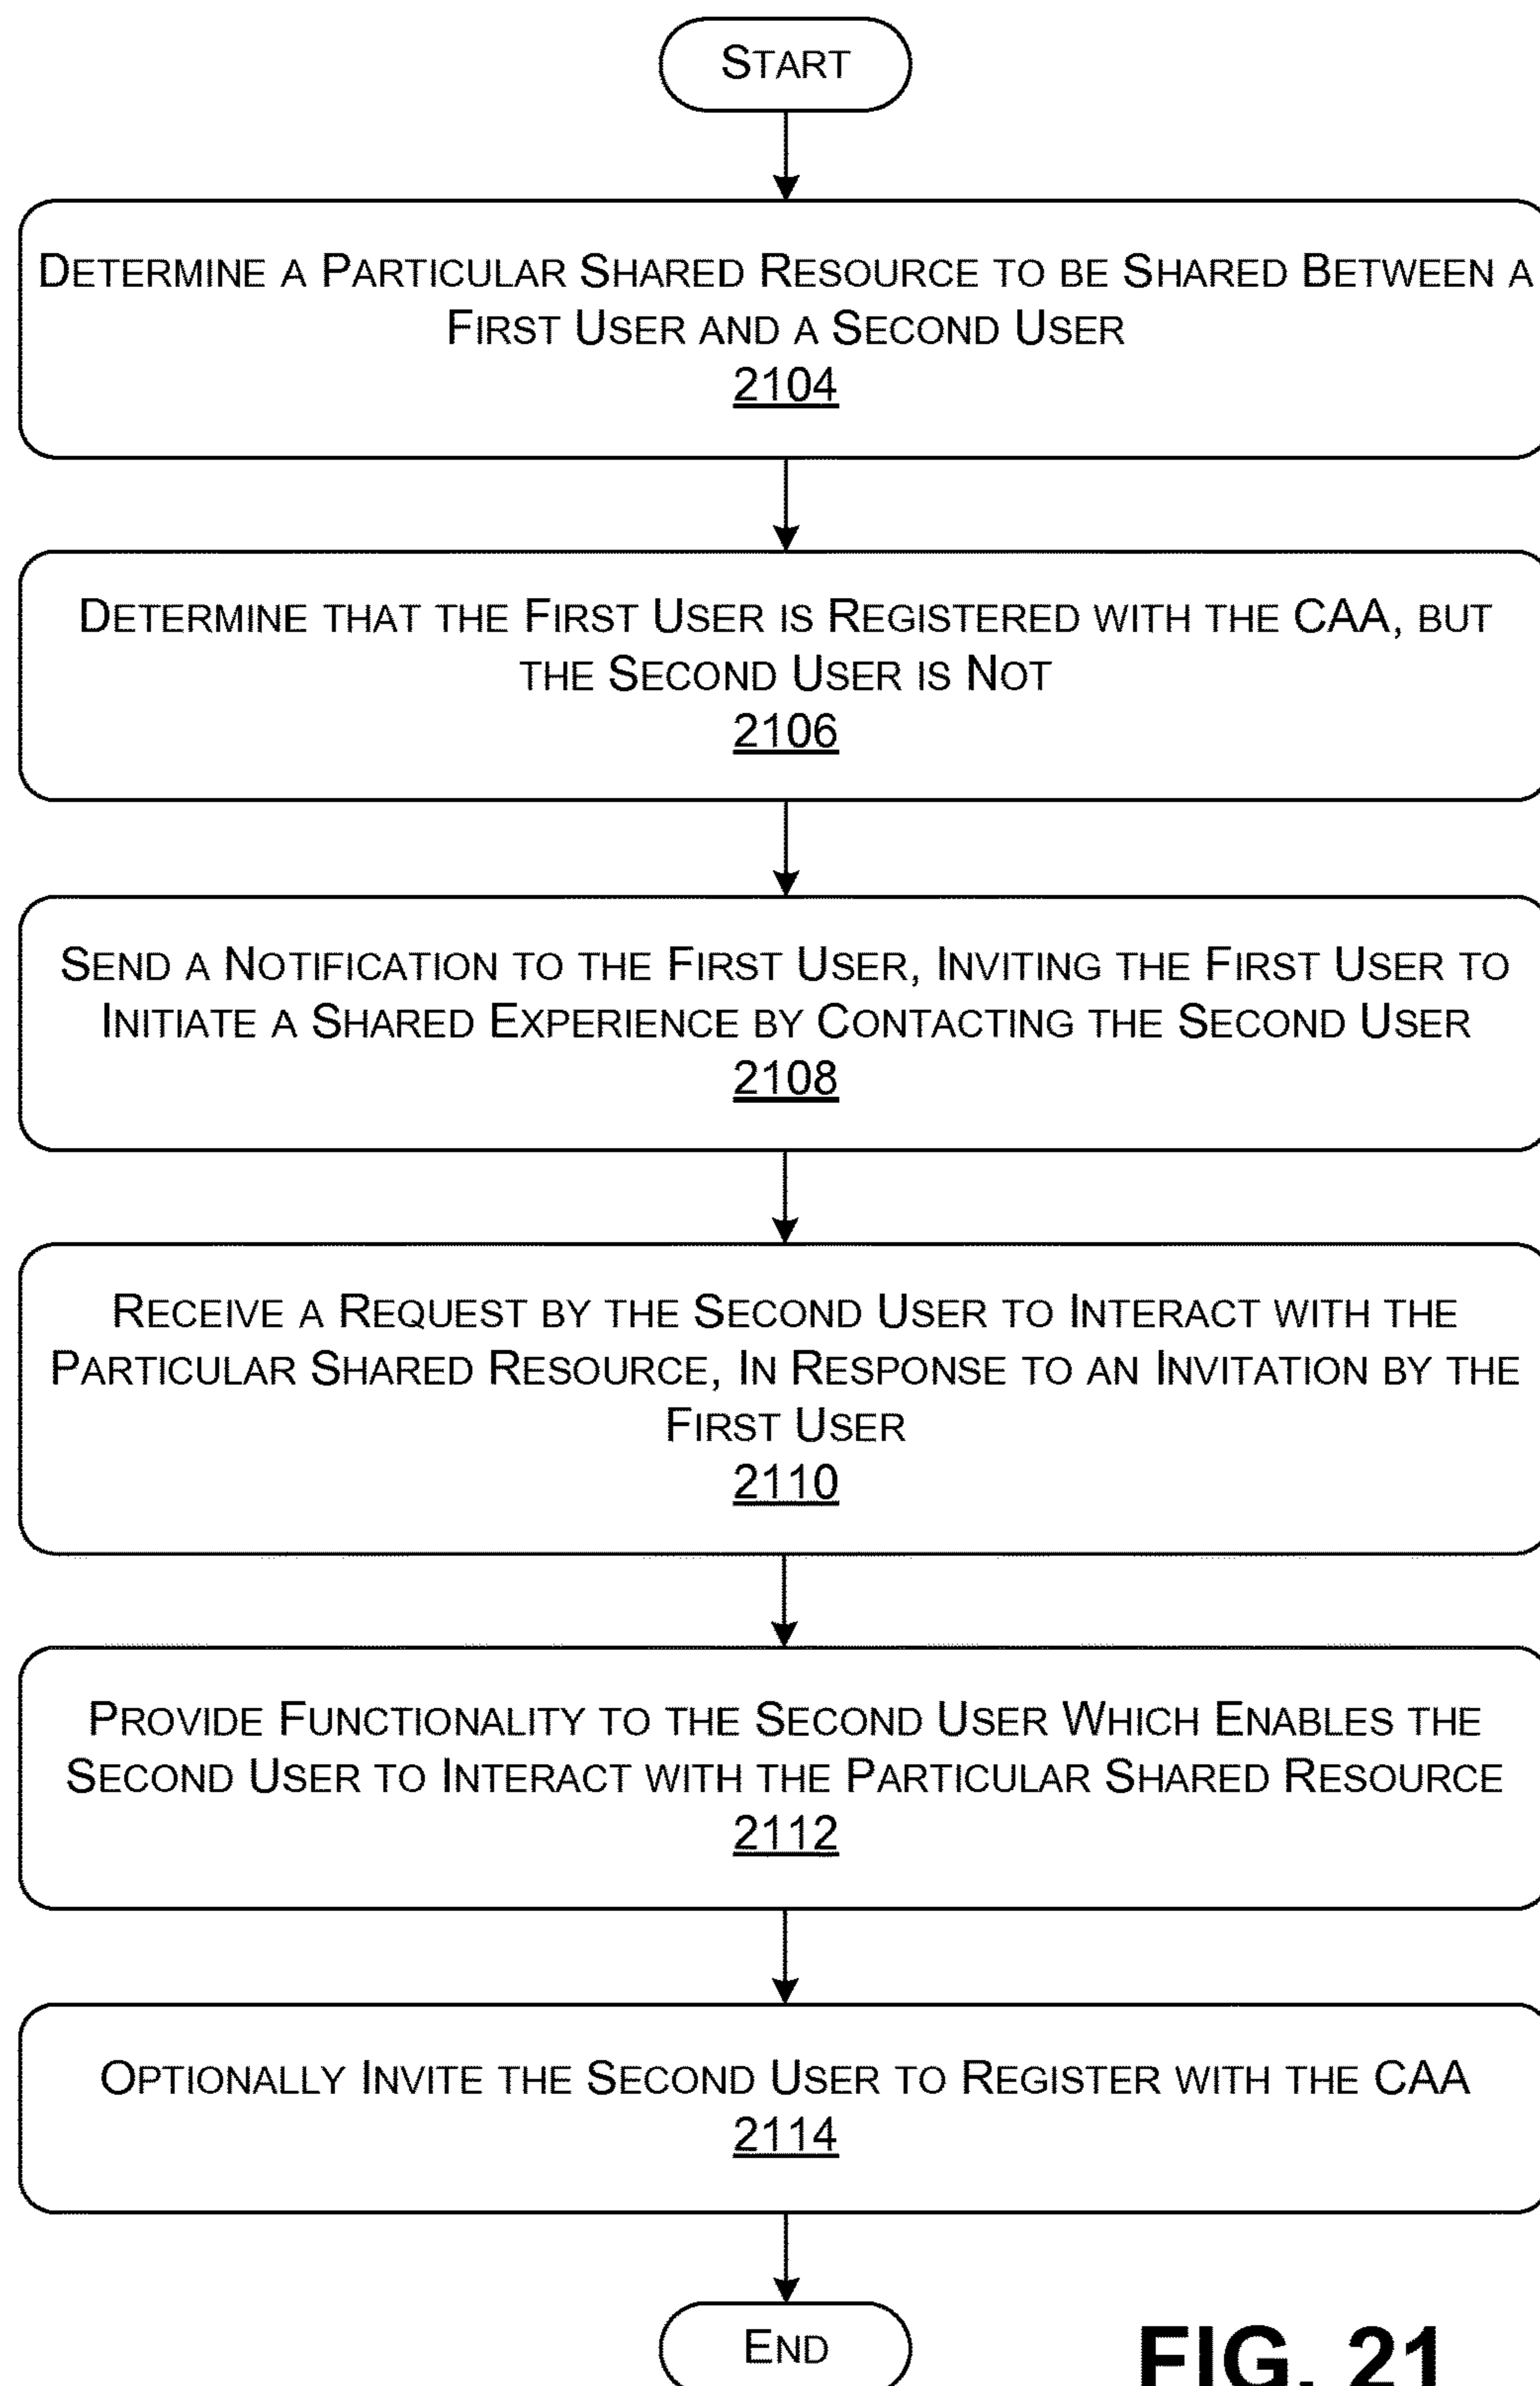 START
DETERMINE A PARTICULAR SHARED RESOURCE TO BE SHARED BETWEEN A
FIRST USER AND A SECOND USER
2104
DETERMINE THAT THE FIRST USER IS REGISTERED WITH THE CAA, BUT
THE SECOND USER IS NOT
2106
SEND A NOTIFICATION TO THE FIRST USER, INVITING THE FIRST USER TO
INITIATE A SHARED EXPERIENCE BY CONTACTING THE SECOND USER
2108
RECEIVE A REQUEST BY THE SECOND USER TO INTERACT WITH THE
PARTICULAR SHARED RESOURCE, IN RESPONSE TO AN INVITATION BY THE
FIRST USER
2110
PROVIDE FUNCTIONALITY TO THE SECOND USER WHICH ENABLES THE
SECOND USER TO INTERACT WITH THE PARTICULAR SHARED RESOURCE
2112
OPTIONALLY INVITE THE SECOND USER TO REGISTER WITH THE CAA
2114
END
FIG. 21